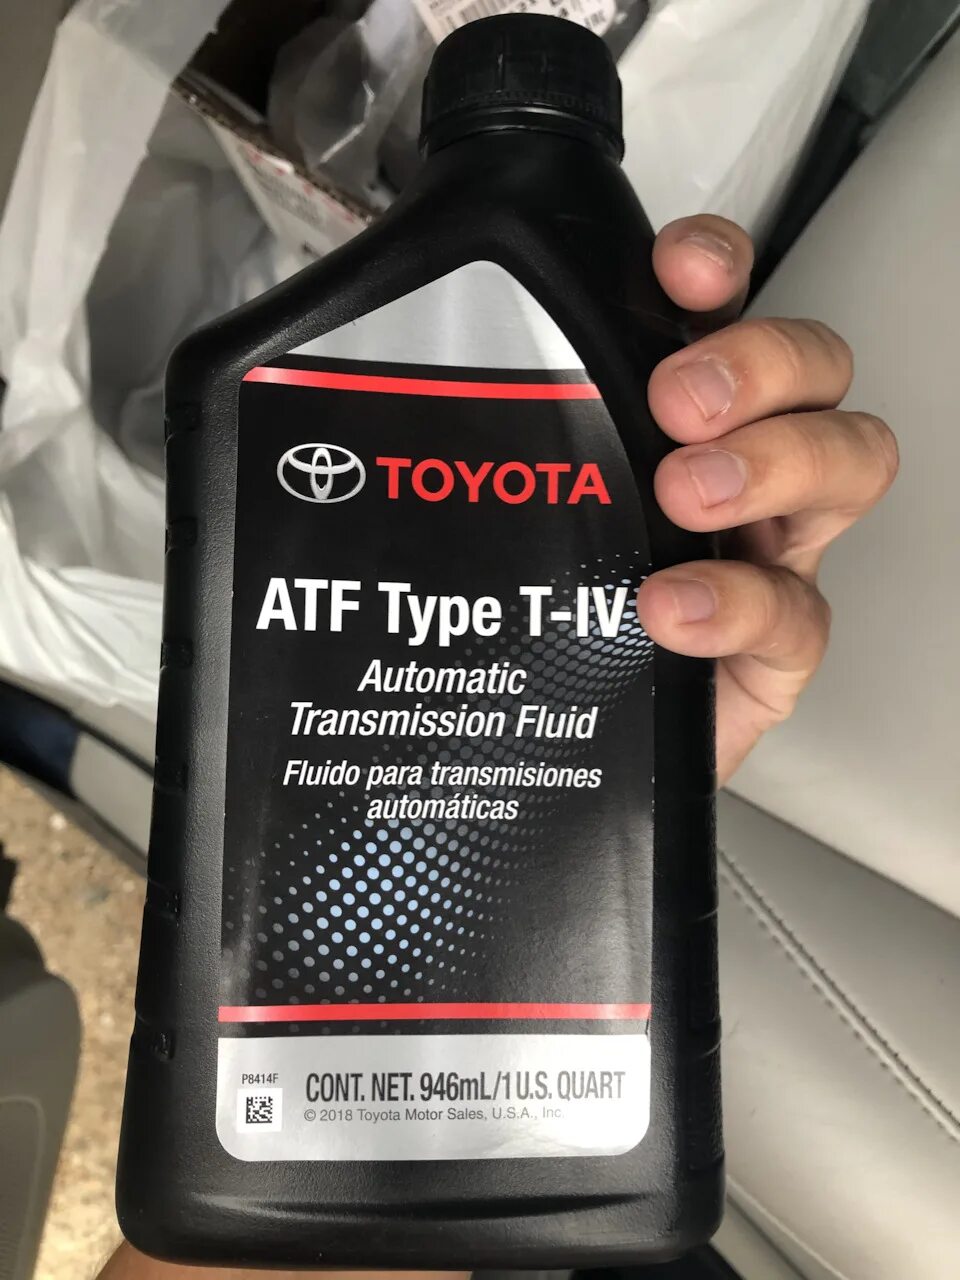 TOYOTA
ATF Type T-IV
Automatic
Transmission Fluid
Fluido para transmisiones
automáticas
P8414F
CONT. NET. 946mL/1 U.S. QUART
© 2018 Toyota Motor Sales, U.S.A., Inc.